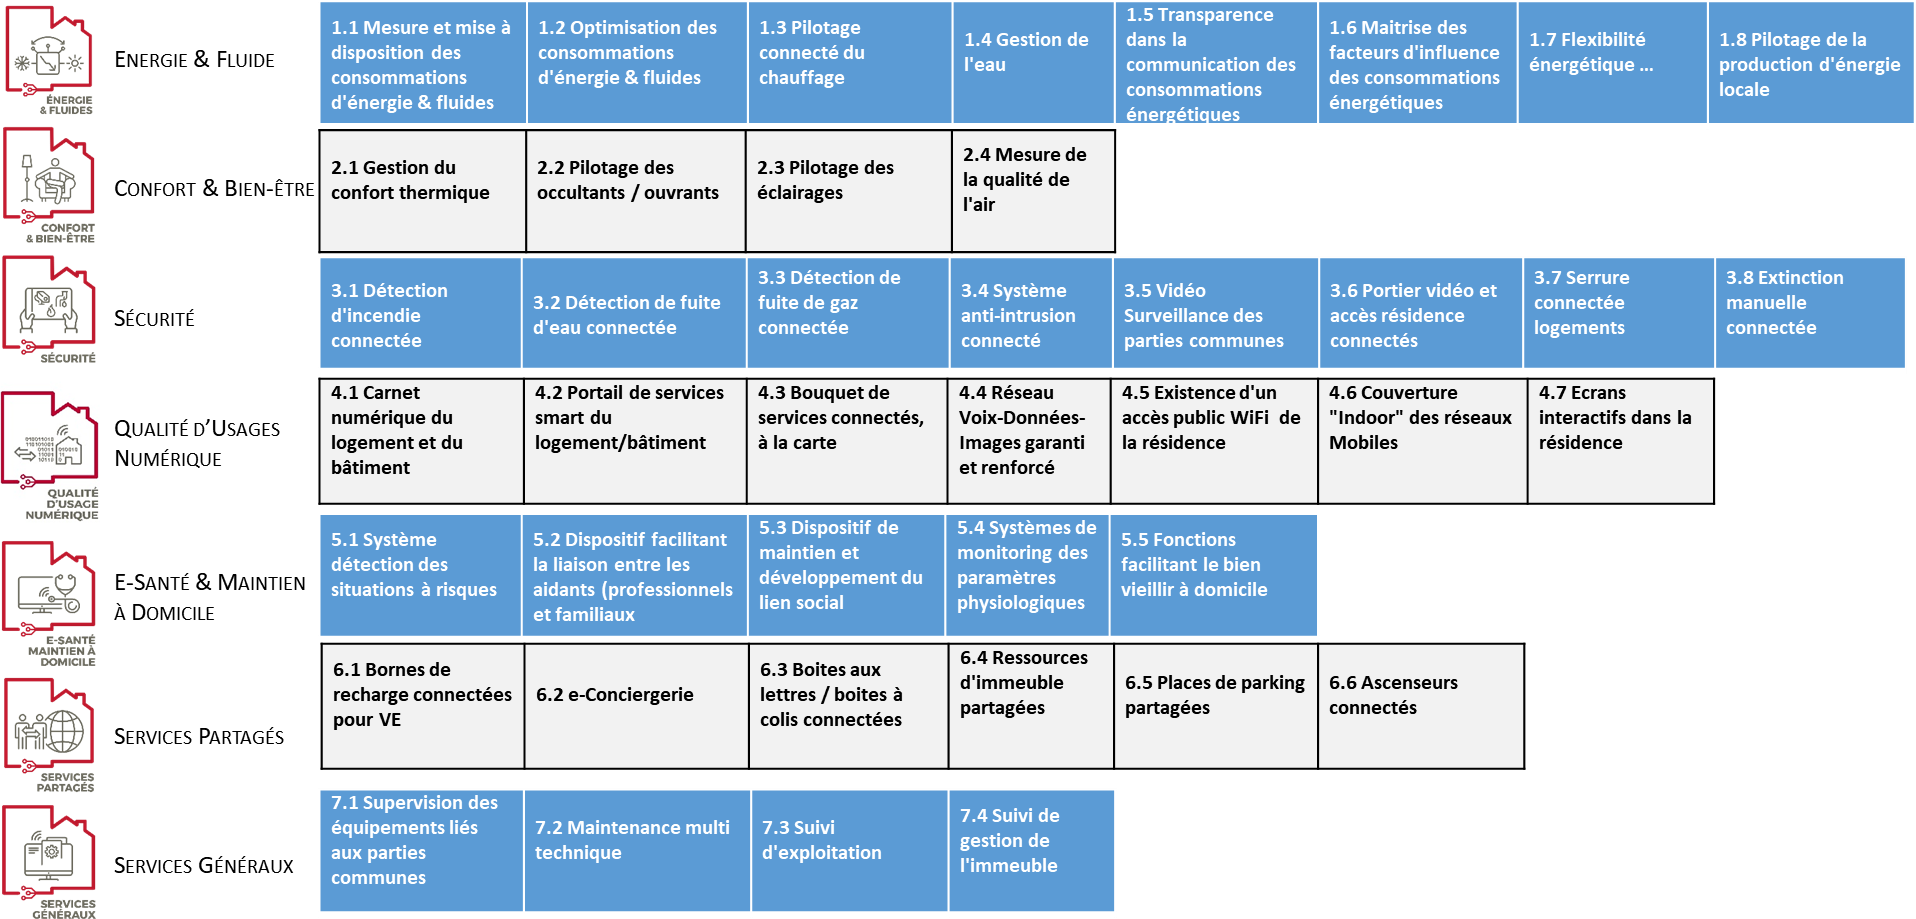 ÉNERGIE
& FLUIDES
ENERGIE & FLUIDE
1.1 Mesure et mise à
disposition des
consommations
d'énergie & fluides
1.2 Optimisation des
consommations
d'énergie & fluides
1.3 Pilotage
connecté du
chauffage
1.4 Gestion de
l'eau
1.5 Transparence
dans la
communication des
consommations
énergétiques
1.6 Maitrise des
facteurs d'influence
des consommations
énergétiques
1.7 Flexibilité
énergétique ...
1.8 Pilotage de la
production d'énergie
locale
CONFORT
& BIEN-ÊTRE
CONFORT & BIEN-ÊTRE
2.1 Gestion du
confort thermique
2.2 Pilotage des
occultants / ouvrants
2.3 Pilotage des
éclairages
2.4 Mesure de
la qualité de
l'air
SÉCURITÉ
SÉCURITÉ
3.1 Détection
d'incendie
connectée
3.2 Détection de fuite
d'eau connectée
3.3 Détection de
fuite de gaz
connectée
3.4 Système
anti-intrusion
connecté
3.5 Vidéo
Surveillance des
parties communes
3.6 Portier vidéo et
accès résidence
connectés
3.7 Serrure
connectée
logements
3.8 Extinction
manuelle
connectée
QUALITÉ
D'USAGE
NUMÉRIQUE
QUALITÉ D’USAGES
NUMÉRIQUE
4.1 Carnet
numérique du
logement et du
bâtiment
4.2 Portail de services
smart du
logement/bâtiment
4.3 Bouquet de
services connectés,
à la carte
4.4 Réseau
Voix-Données-
Images garanti
et renforcé
4.5 Existence d'un
accès public WiFi de
la résidence
4.6 Couverture
"Indoor" des réseaux
Mobiles
4.7 Ecrans
interactifs dans la
résidence
E-SANTÉ
MAINTIEN À
DOMICILE
E-SANTÉ & MAINTIEN
À DOMICILE
5.1 Système
détection des
situations à risques
5.2 Dispositif facilitant
la liaison entre les
aidants (professionnels
et familiaux
5.3 Dispositif de
maintien et
développement du
lien social
5.4 Systèmes de
monitoring des
paramètres
physiologiques
5.5 Fonctions
facilitant le bien
vieillir à domicile
SERVICES
PARTAGÉS
SERVICES PARTAGÉS
6.1 Bornes de
recharge connectées
pour VE
6.2 e-Conciergerie
6.3 Boites aux
lettres / boites à
colis connectées
6.4 Ressources
d'immeuble
partagées
6.5 Places de parking
partagées
6.6 Ascenseurs
connectés
SERVICES
GÉNÉRAUX
SERVICES GÉNÉRAUX
7.1 Supervision des
équipements liés
aux parties
communes
7.2 Maintenance multi
technique
7.3 Suivi
d'exploitation
7.4 Suivi de
gestion de
l'immeuble